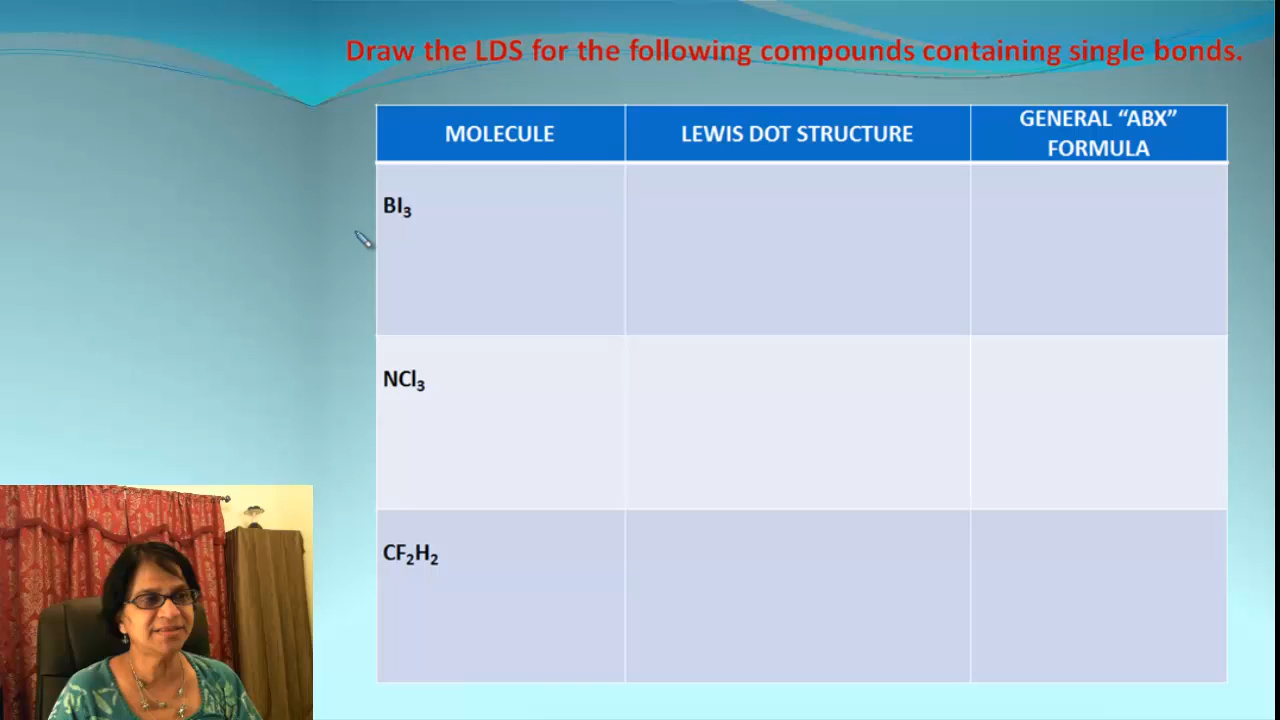 Draw the LDS for the following compounds containing single bonds.
MOLECULE
LEWIS DOT STRUCTURE
GENERAL “ABX”
FORMULA
BI₃
NCl₃
CF₂H₂